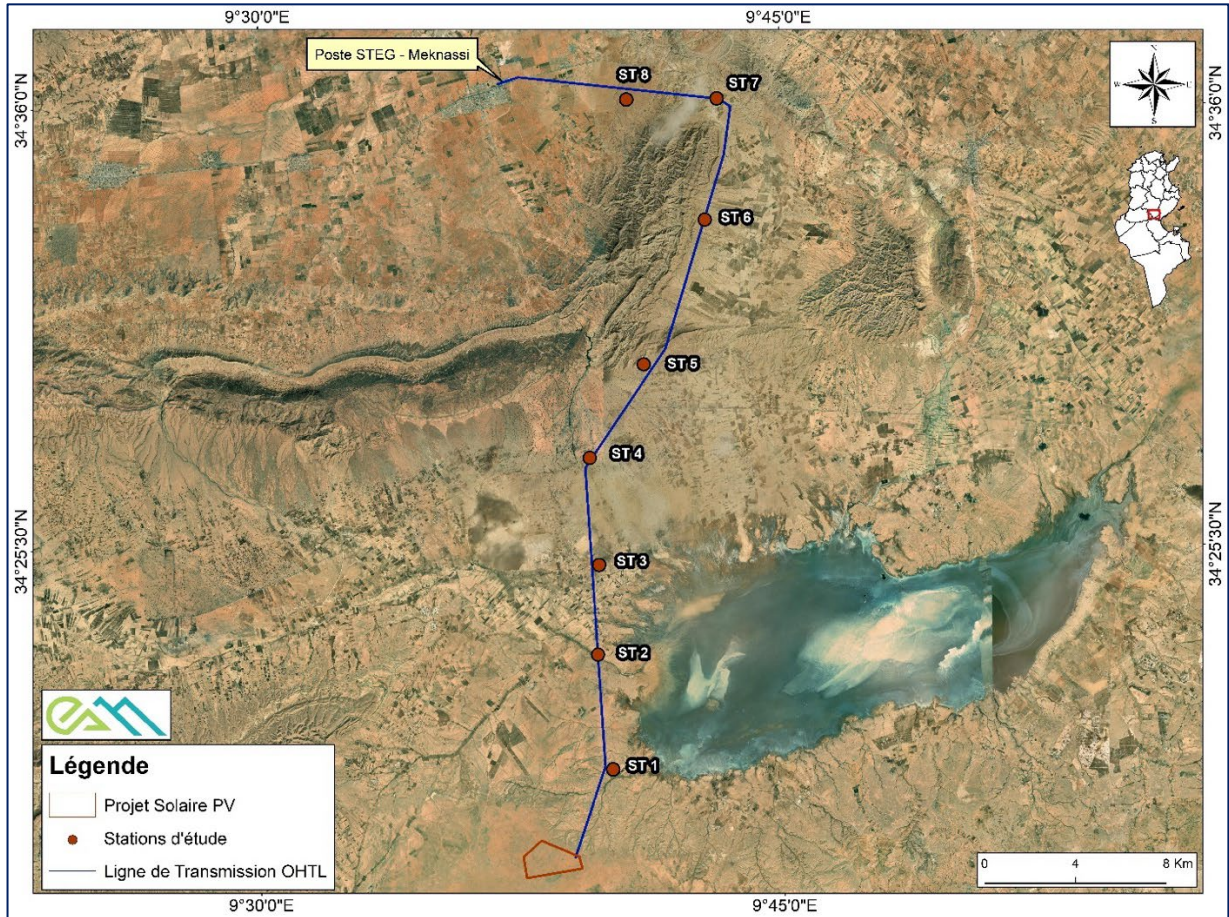 9°30'0"E
9°45'0"E
Poste STEG - Meknassi
ST 8
ST 7
N
W
E
S
34°36'0"N
34°36'0"N
ST 6
ST 5
ST 4
34°25'30"N
34°25'30"N
ST 3
ST 2
ST 1
eam
Légende
Projet Solaire PV
Stations d'étude
Ligne de Transmission OHTL
0
4
8 Km
9°30'0"E
9°45'0"E